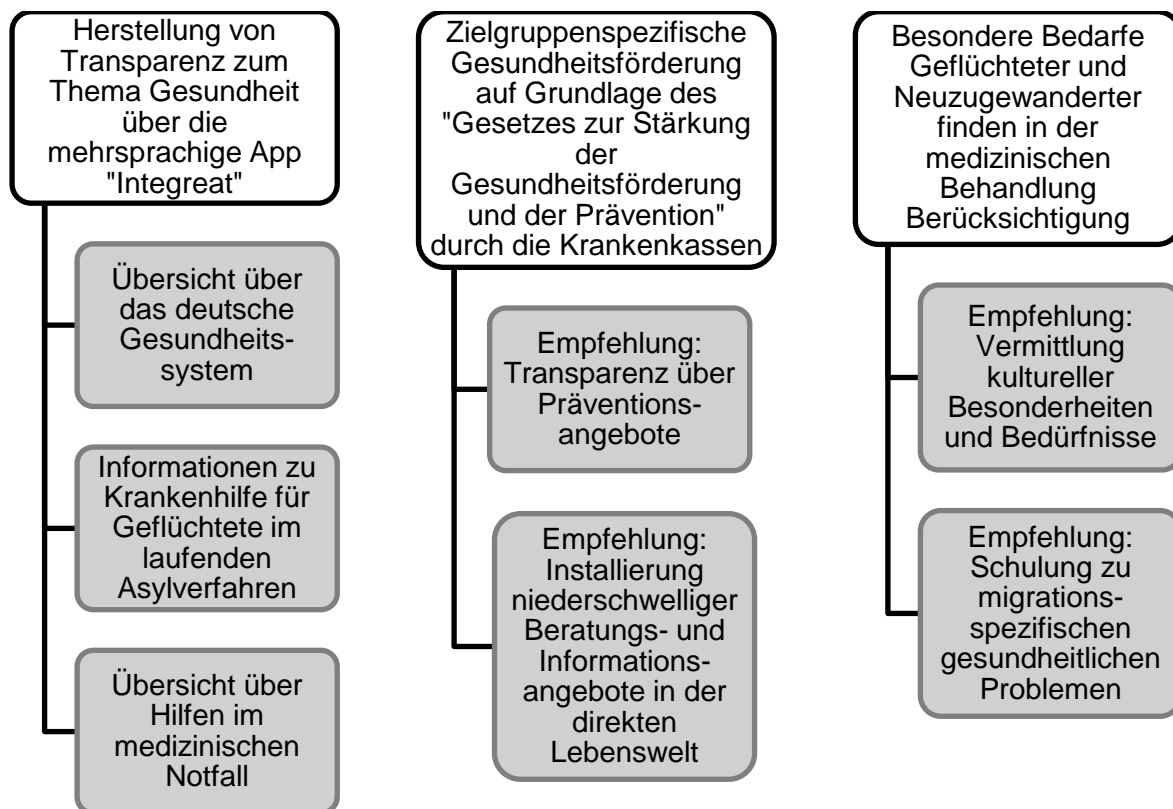 Herstellung von
Transparenz zum
Thema Gesundheit
über die
mehrsprachige App
"Integreat"
Übersicht über
das deutsche
Gesundheits-
system
Informationen zu
Krankenhilfe für
Geflüchtete im
laufenden
Asylverfahren
Übersicht über
Hilfen im
medizinischen
Notfall
Zielgruppenspezifische
Gesundheitsförderung
auf Grundlage des
"Gesetzes zur Stärkung
der
Gesundheitsförderung
und der Prävention"
durch die Krankenkassen
Empfehlung:
Transparenz über
Präventions-
angebote
Empfehlung:
Installierung
niederschwelliger
Beratungs- und
Informations-
angebote in der
direkten
Lebenswelt
Besondere Bedarfe
Geflüchteter und
Neuzugewanderter
finden in der
medizinischen
Behandlung
Berücksichtigung
Empfehlung:
Vermittlung
kultureller
Besonderheiten
und Bedürfnisse
Empfehlung:
Schulung zu
migrations-
spezifischen
gesundheitlichen
Problemen